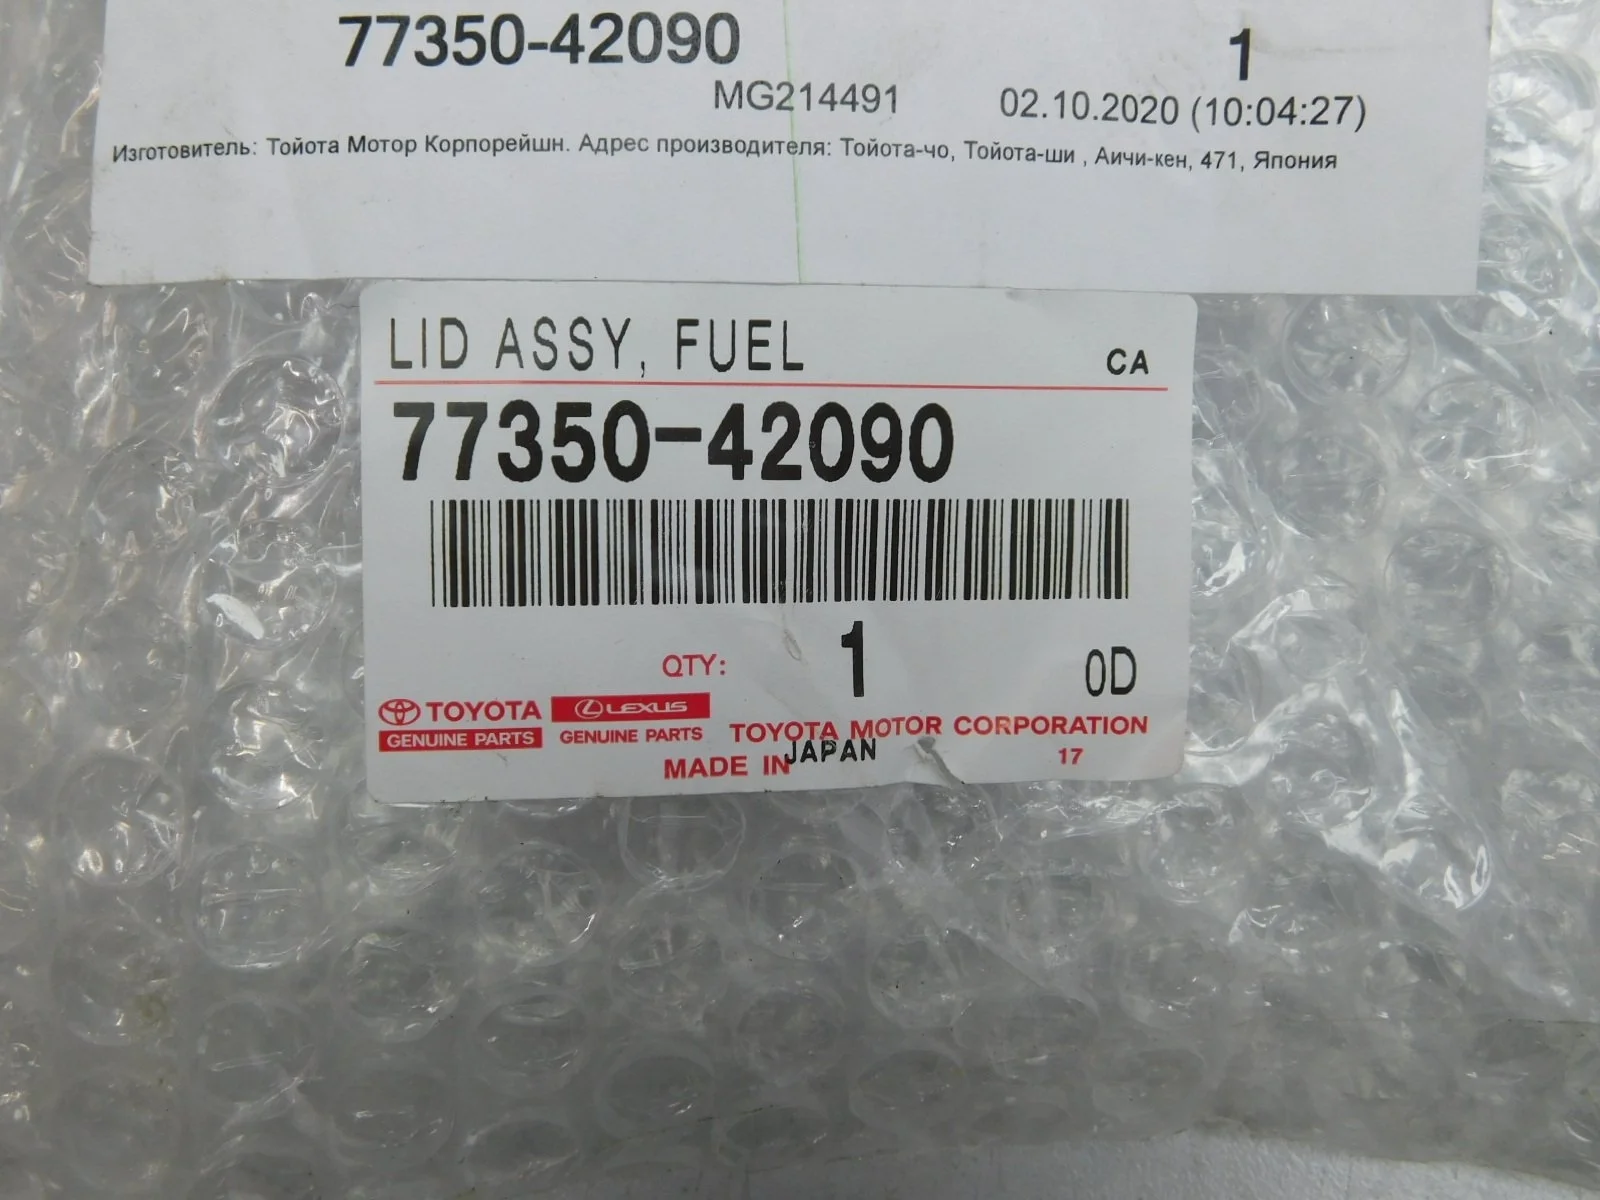 77350-42090 1
MG214491 02.10.2020 (10:04:27)
Изготовитель: Тойота Мотор Корпорейшн. Адрес производителя: Тойота-чо, Тойота-ши , Аичи-кен, 471, Япония
LID ASSY, FUEL CA
77350-42090
QTY: 1 0D
TOYOTA LEXUS
GENUINE PARTS GENUINE PARTS TOYOTA MOTOR CORPORATION
MADE IN JAPAN 17